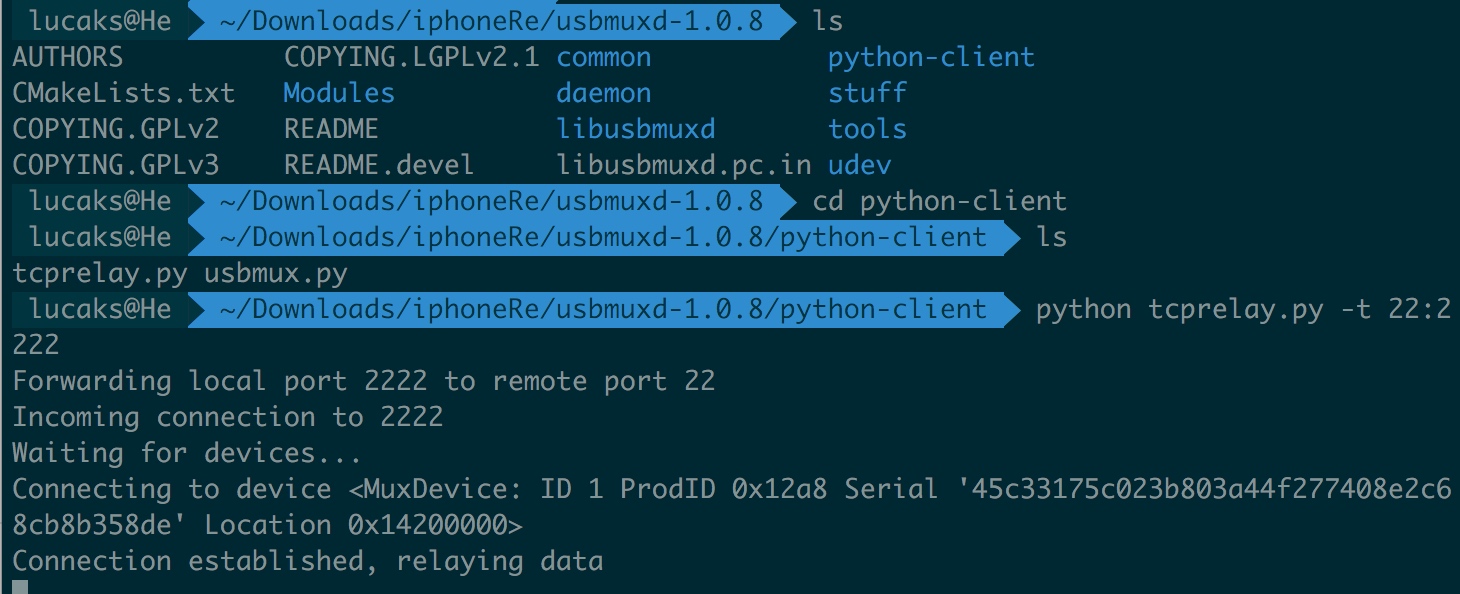 lucaks@He ~/Downloads/iphoneRe/usbmuxd-1.0.8 ls
AUTHORS COPYING.LGPLv2.1 common python-client
CMakeLists.txt Modules daemon stuff
COPYING.GPLv2 README libusbmuxd tools
COPYING.GPLv3 README.devel libusbmuxd.pc.in udev
lucaks@He ~/Downloads/iphoneRe/usbmuxd-1.0.8 cd python-client
lucaks@He ~/Downloads/iphoneRe/usbmuxd-1.0.8/python-client ls
tcprelay.py usbmux.py
lucaks@He ~/Downloads/iphoneRe/usbmuxd-1.0.8/python-client python tcprelay.py -t 22:2
222
Forwarding local port 2222 to remote port 22
Incoming connection to 2222
Waiting for devices...
Connecting to device <MuxDevice: ID 1 ProdID 0x12a8 Serial '45c33175c023b803a44f277408e2c6
8cb8b358de' Location 0x14200000>
Connection established, relaying data